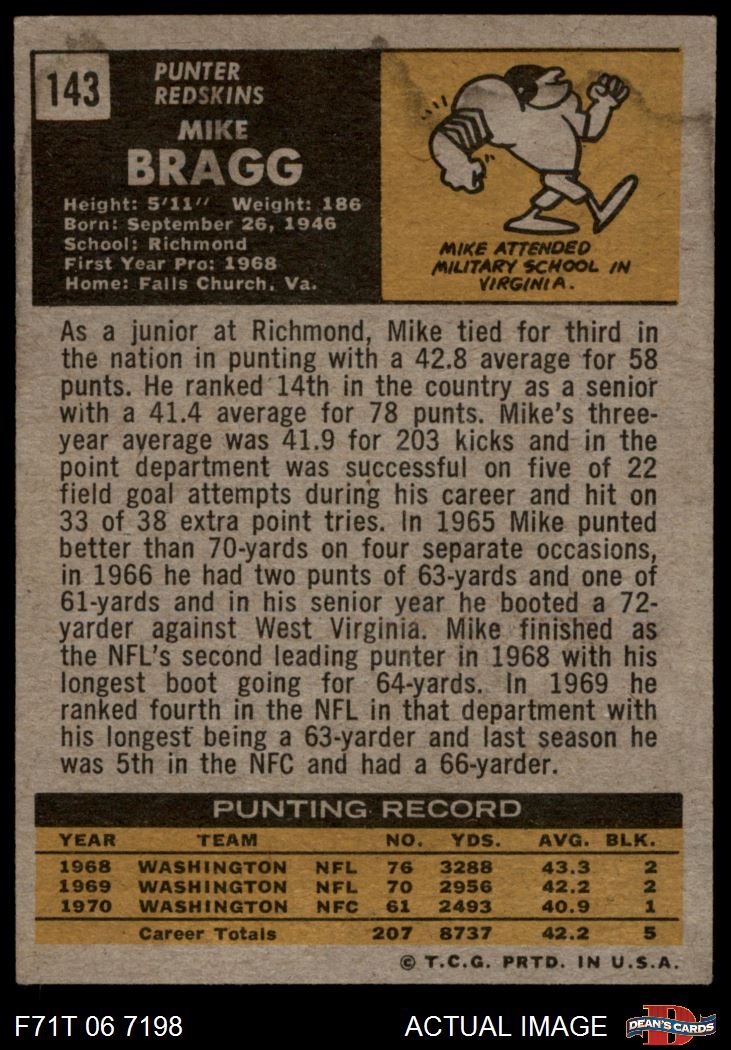 143
PUNTER
REDSKINS
MIKE
BRAGG
Height: 5'11'' Weight: 186
Born: September 26, 1946
School: Richmond
First Year Pro: 1968
Home: Falls Church, Va.
MIKE ATTENDED
MILITARY SCHOOL IN
VIRGINIA.
As a junior at Richmond, Mike tied for third in
the nation in punting with a 42.8 average for 58
punts. He ranked 14th in the country as a senior
with a 41.4 average for 78 punts. Mike's three-
year average was 41.9 for 203 kicks and in the
point department was successful on five of 22
field goal attempts during his career and hit on
33 of 38 extra point tries. In 1965 Mike punted
better than 70-yards on four separate occasions,
in 1966 he had two punts of 63-yards and one of
61-yards and in his senior year he booted a 72-
yarder against West Virginia. Mike finished as
the NFL's second leading punter in 1968 with his
longest boot going for 64-yards. In 1969 he
ranked fourth in the NFL in that department with
his longest being a 63-yarder and last season he
was 5th in the NFC and had a 66-yarder.
PUNTING RECORD
YEAR TEAM NO. YDS. AVG. BLK.
1968 WASHINGTON NFL 76 3288 43.3 2
1969 WASHINGTON NFL 70 2956 42.2 2
1970 WASHINGTON NFC 61 2493 40.9 1
Career Totals 207 8737 42.2 5
© T.C.G. PRTD. IN U.S.A.
F71T 06 7198 ACTUAL IMAGE DEAN'S CARDS